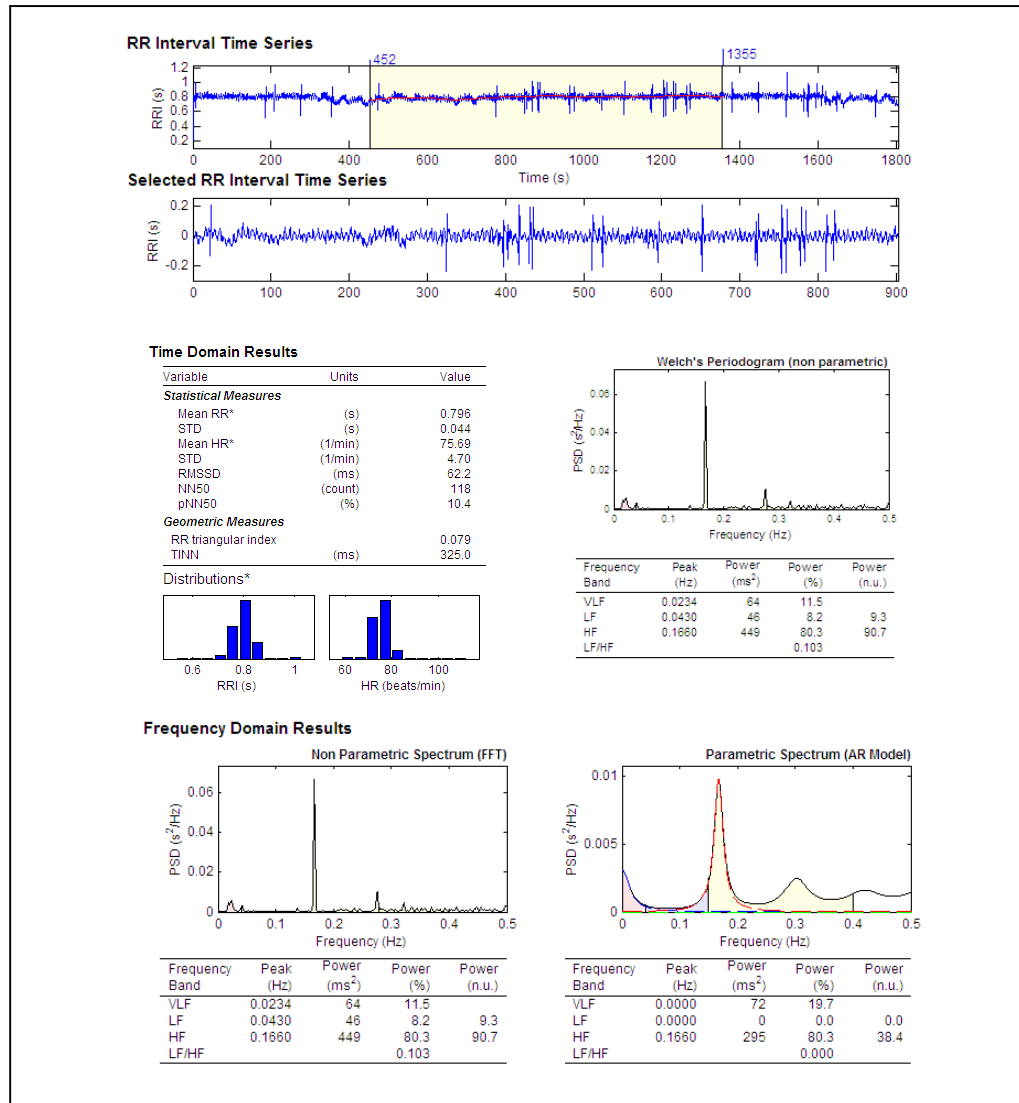 RR Interval Time Series
452
1355
1.2
1
0.8
0.6
0.4
0.2
RRI (s)
0 200 400 600 800 1000 1200 1400 1600 1800
Time (s)
Selected RR Interval Time Series
0.2
0
-0.2
RRI (s)
0 100 200 300 400 500 600 700 800 900
Time Domain Results
Variable Units Value
Statistical Measures
Mean RR* (s) 0.796
STD (s) 0.044
Mean HR* (1/min) 75.69
STD (1/min) 4.70
RMSSD (ms) 62.2
NN50 (count) 118
pNN50 (%) 10.4
Geometric Measures
RR triangular index 0.079
TINN (ms) 325.0
Distributions*
0.6 0.8 1
RRI (s)
60 80 100
HR (beats/min)
Welch's Periodogram (non parametric)
0.06
0.04
0.02
0
PSD (s2/Hz)
0 0.1 0.2 0.3 0.4 0.5
Frequency (Hz)
Frequency Band Peak (Hz) Power (ms2) Power (%) Power (n.u.)
VLF 0.0234 64 11.5
LF 0.0430 46 8.2 9.3
HF 0.1660 449 80.3 90.7
LF/HF 0.103
Frequency Domain Results
Non Parametric Spectrum (FFT)
0.06
0.04
0.02
0
PSD (s2/Hz)
0 0.1 0.2 0.3 0.4 0.5
Frequency (Hz)
Frequency Band Peak (Hz) Power (ms2) Power (%) Power (n.u.)
VLF 0.0234 64 11.5
LF 0.0430 46 8.2 9.3
HF 0.1660 449 80.3 90.7
LF/HF 0.103
Parametric Spectrum (AR Model)
0.01
0.005
0
PSD (s2/Hz)
0 0.1 0.2 0.3 0.4 0.5
Frequency (Hz)
Frequency Band Peak (Hz) Power (ms2) Power (%) Power (n.u.)
VLF 0.0000 72 19.7
LF 0.0000 0 0.0 0.0
HF 0.1660 295 80.3 38.4
LF/HF 0.000